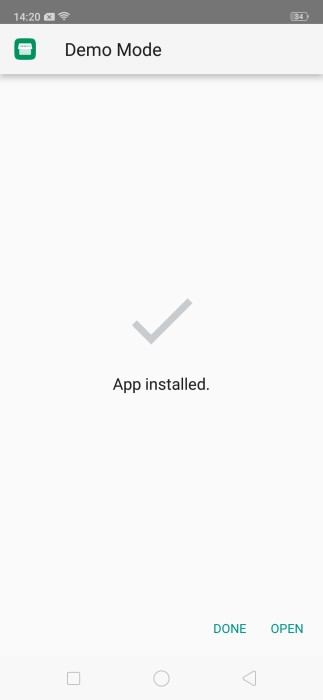 14:20
34
Demo Mode
App installed.
DONE OPEN